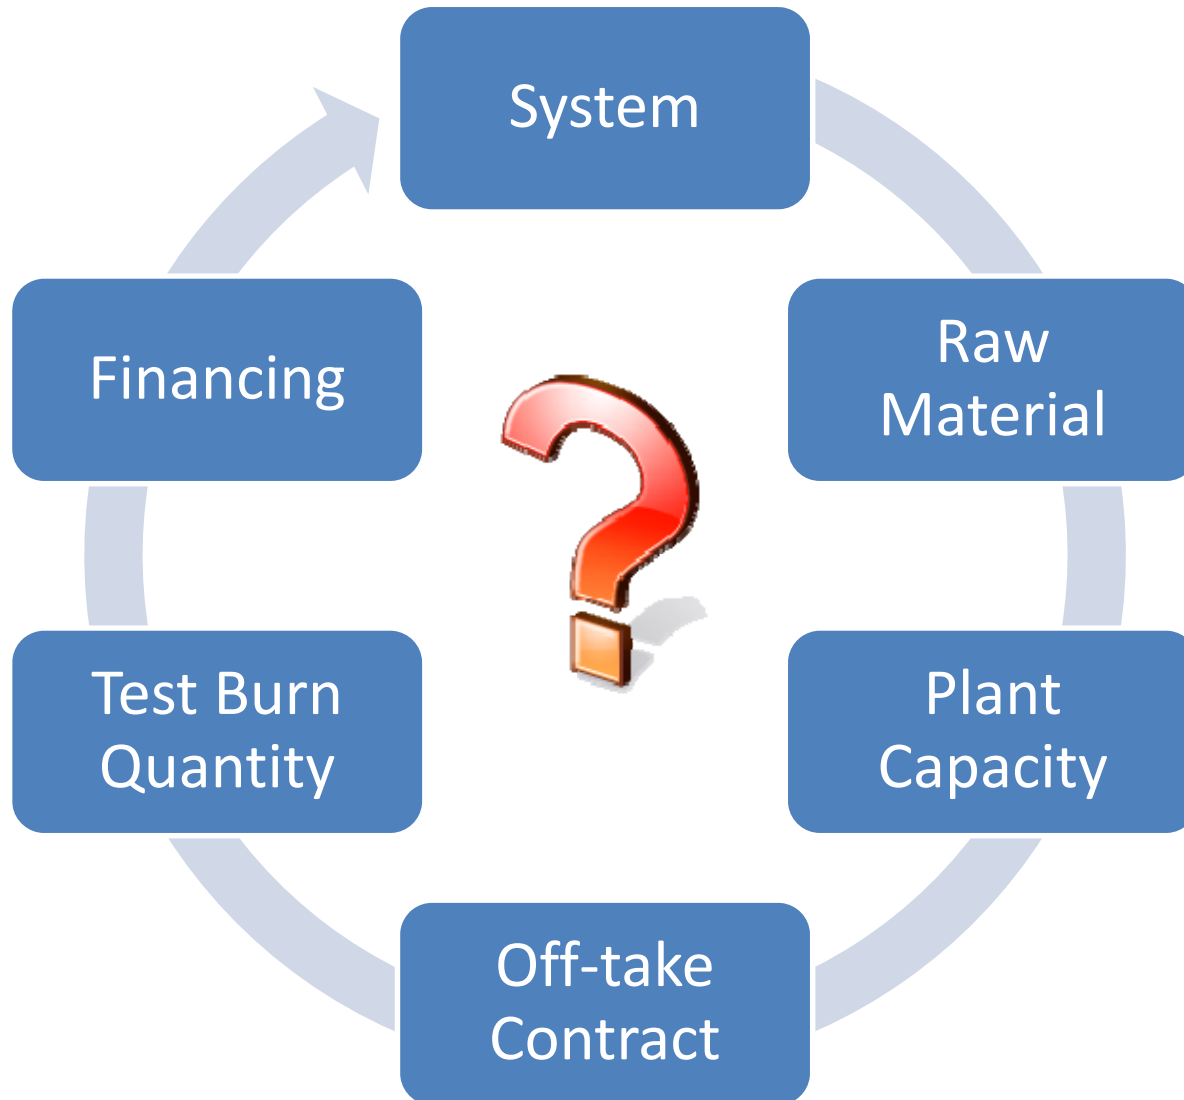 System
Raw
Material
Plant
Capacity
Off-take
Contract
Test Burn
Quantity
Financing
?